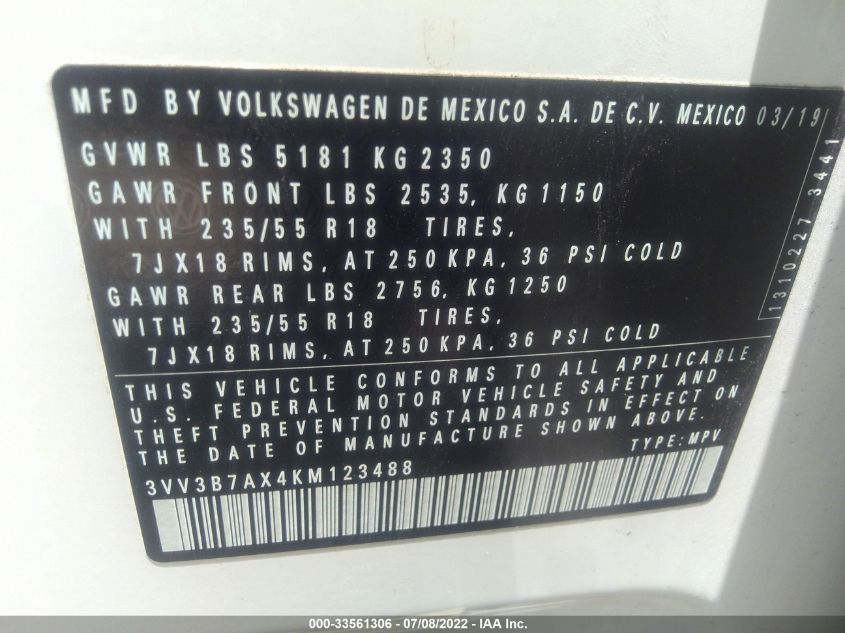 MFD BY VOLKSWAGEN DE MEXICO S.A. DE C.V. MEXICO 03/19
GVWR LBS 5181 KG 2350
GAWR FRONT LBS 2535, KG 1150
WITH 235/55 R18 TIRES,
7JX18 RIMS, AT 250 KPA, 36 PSI COLD
GAWR REAR LBS 2756, KG 1250
WITH 235/55 R18 TIRES,
7JX18 RIMS, AT 250 KPA, 36 PSI COLD
1310227 3441
THIS VEHICLE CONFORMS TO ALL APPLICABLE
U.S. FEDERAL MOTOR VEHICLE SAFETY AND
THEFT PREVENTION STANDARDS IN EFFECT ON
THE DATE OF MANUFACTURE SHOWN ABOVE.
TYPE: MPV
3VV3B7AX4KM123488
000-33561306 - 07/08/2022 - IAA Inc.